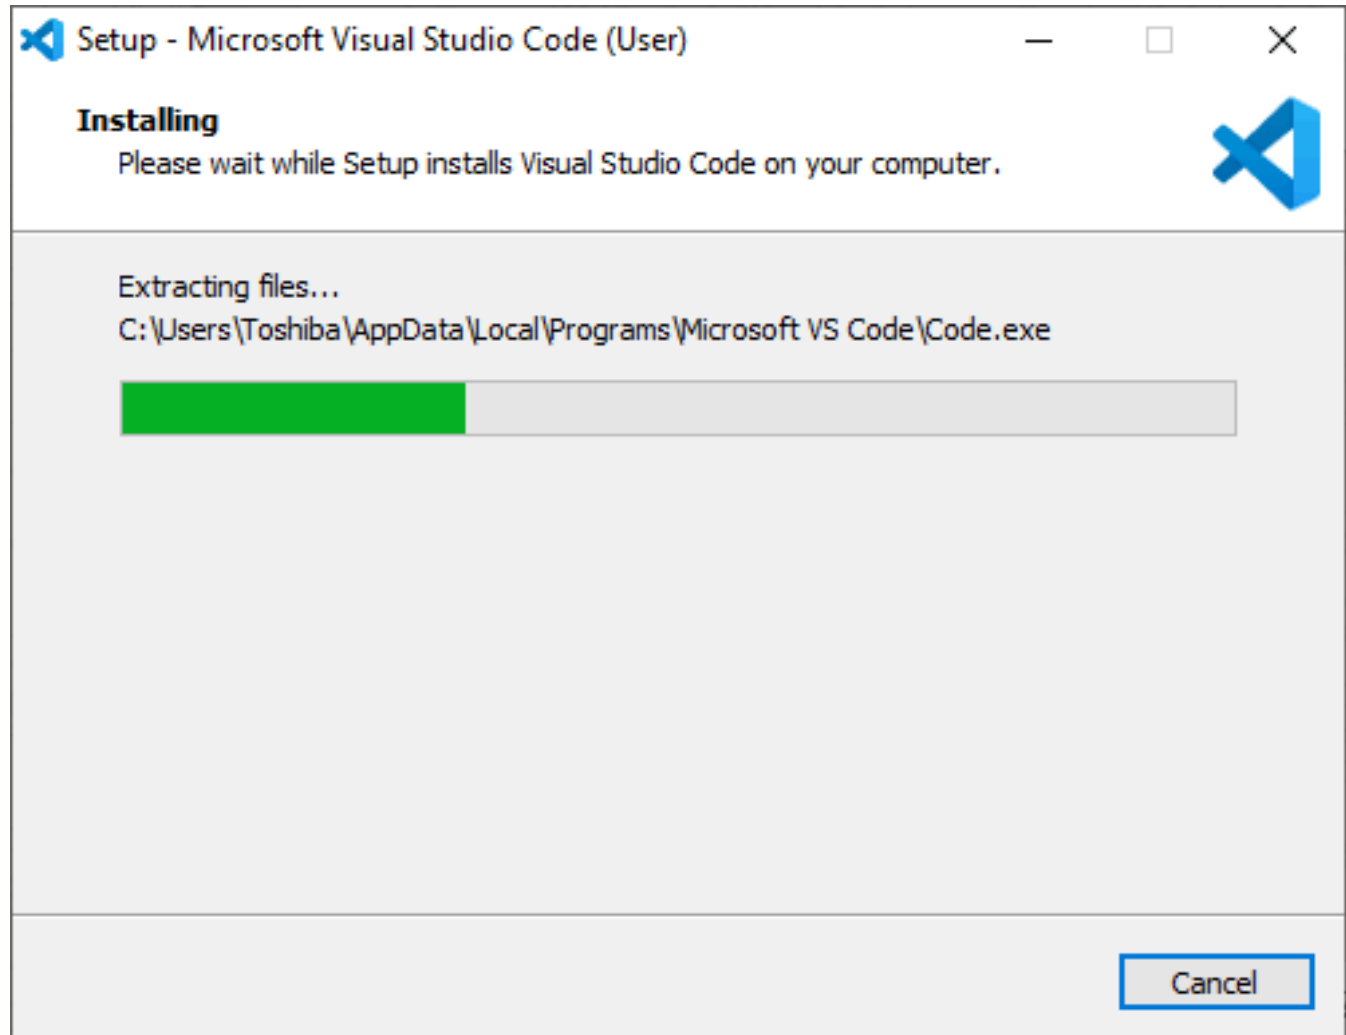 Setup - Microsoft Visual Studio Code (User)
Installing
Please wait while Setup installs Visual Studio Code on your computer.
Extracting files...
C:\Users\Toshiba\AppData\Local\Programs\Microsoft VS Code\Code.exe
Cancel